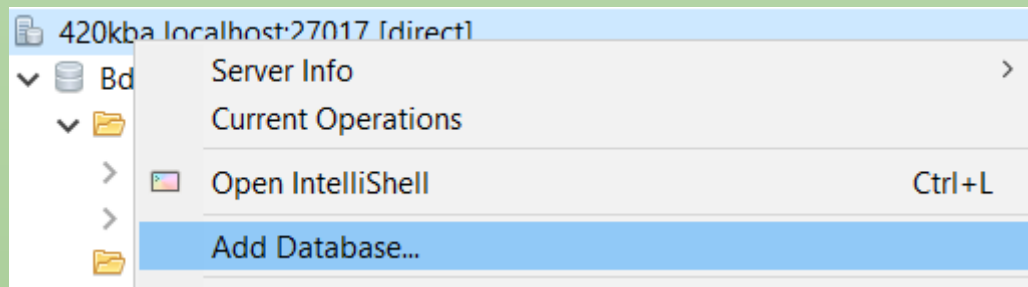 420kba localhost:27017 [direct]
Server Info
Bd
Current Operations
Open IntelliShell Ctrl+L
Add Database...